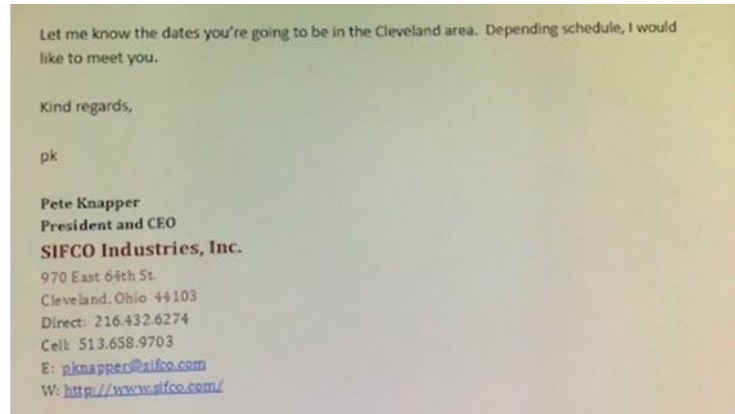 Let me know the dates you're going to be in the Cleveland area.  Depending schedule, I would
like to meet you.
Kind regards,
pk
Pete Knapper
President and CEO
SIFCO Industries, Inc.
970 East 64th St.
Cleveland, Ohio  44103
Direct:  216.432.6274
Cell:  513.658.9703
E:  pknapper@sifco.com
W: http://www.sifco.com/